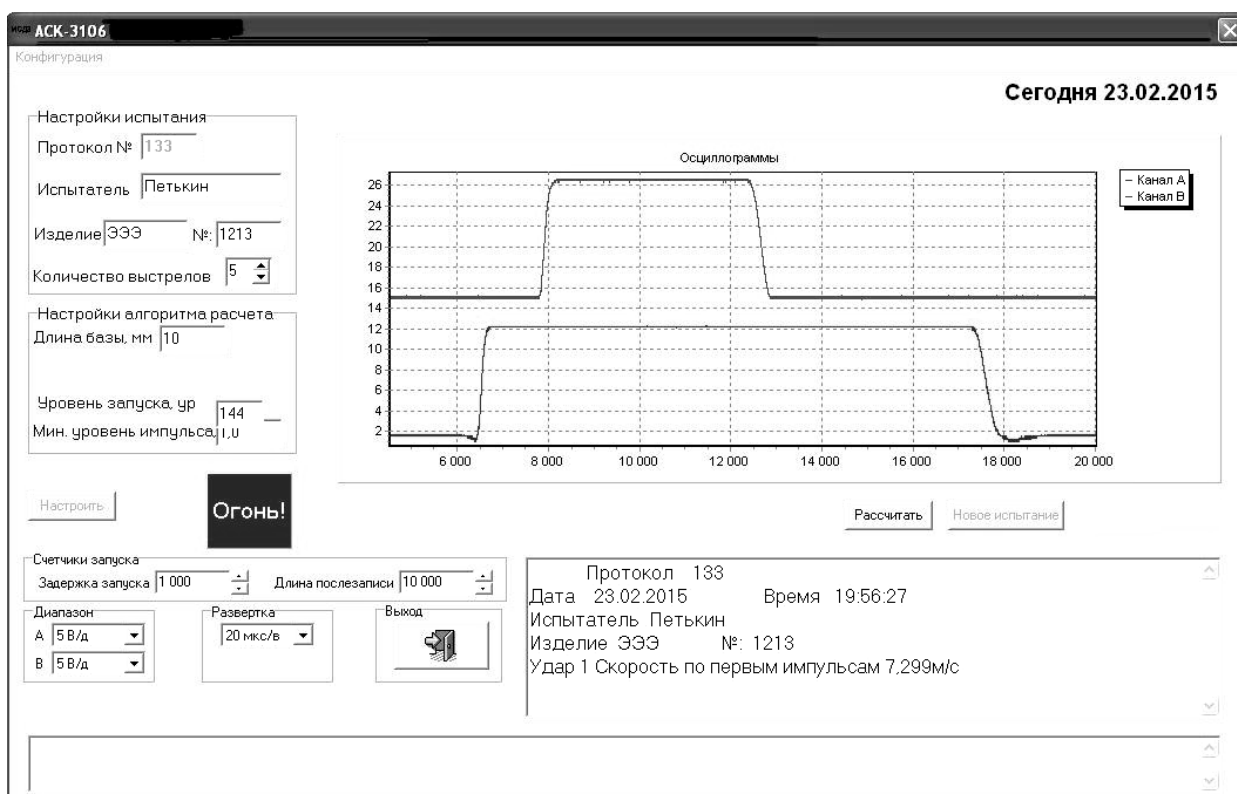 АСК-3106
Конфигурация
Сегодня 23.02.2015
Настройки испытания
Протокол № 133
Испытатель Петькин
Изделие ЭЭЭ №: 1213
Количество выстрелов 5
Настройки алгоритма расчета
Длина базы, мм 10
Уровень запуска, ур 144
Мин. уровень импульса, 1,0
Осциллограммы
26
24
22
20
18
16
14
12
10
8
6
4
2
6 000 8 000 10 000 12 000 14 000 16 000 18 000 20 000
Канал А
Канал В
Настроить
Огонь!
Рассчитать
Новое испытание
Счетчики запуска
Задержка запуска 1 000 Длина послезаписи 10 000
Диапазон
А 5 В/д
В 5 В/д
Развертка
20 мкс/в
Выход
Протокол 133
Дата 23.02.2015 Время 19:56:27
Испытатель Петькин
Изделие ЭЭЭ №: 1213
Удар 1 Скорость по первым импульсам 7,299м/с